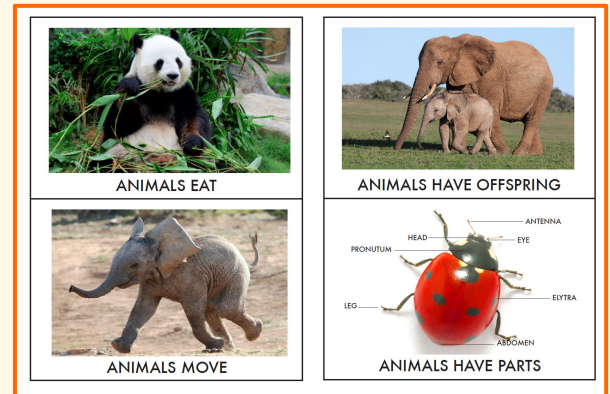 ANIMALS EAT
ANIMALS HAVE OFFSPRING
ANIMALS MOVE
ANTENNA
HEAD
EYE
PRONUTUM
LEG
ELYTRA
ABDOMEN
ANIMALS HAVE PARTS